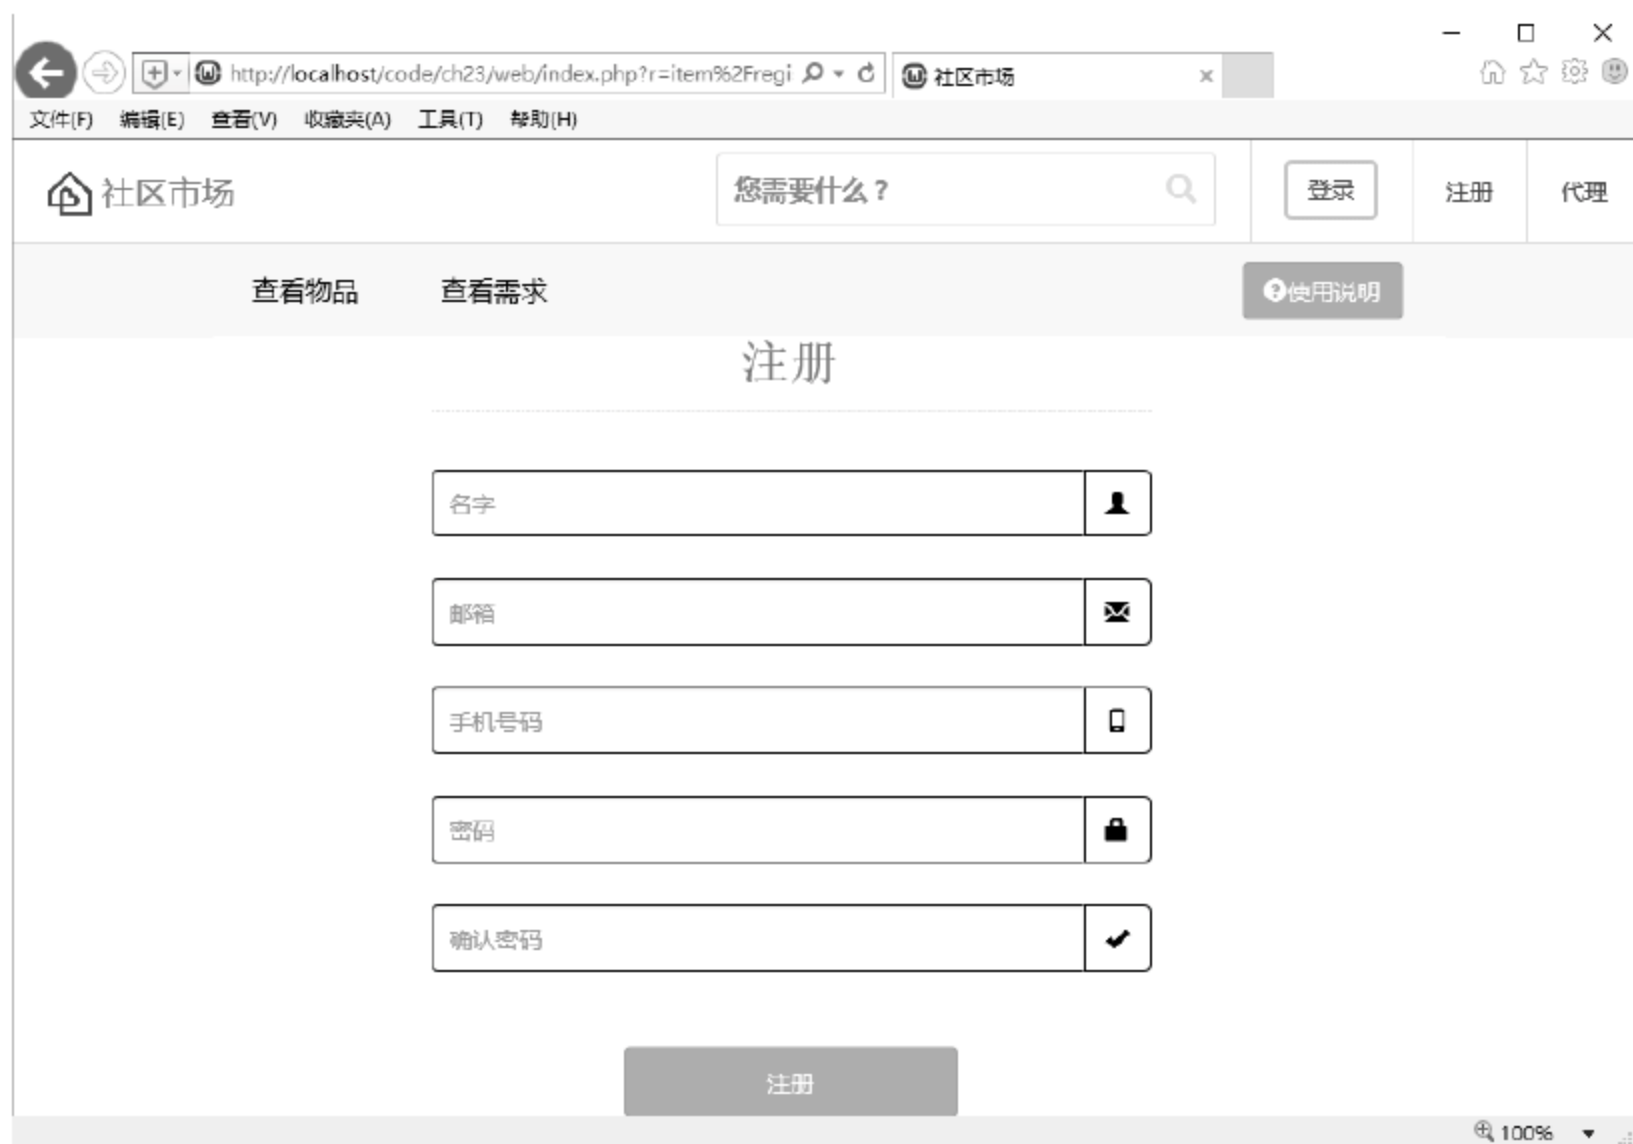 http://localhost/code/ch23/web/index.php?r=item%2Fregi 社区市场
文件(F) 编辑(E) 查看(V) 收藏夹(A) 工具(T) 帮助(H)
社区市场 您需要什么？ 登录 注册 代理
查看物品 查看需求 使用说明
注册
名字
邮箱
手机号码
密码
确认密码
注册
100%